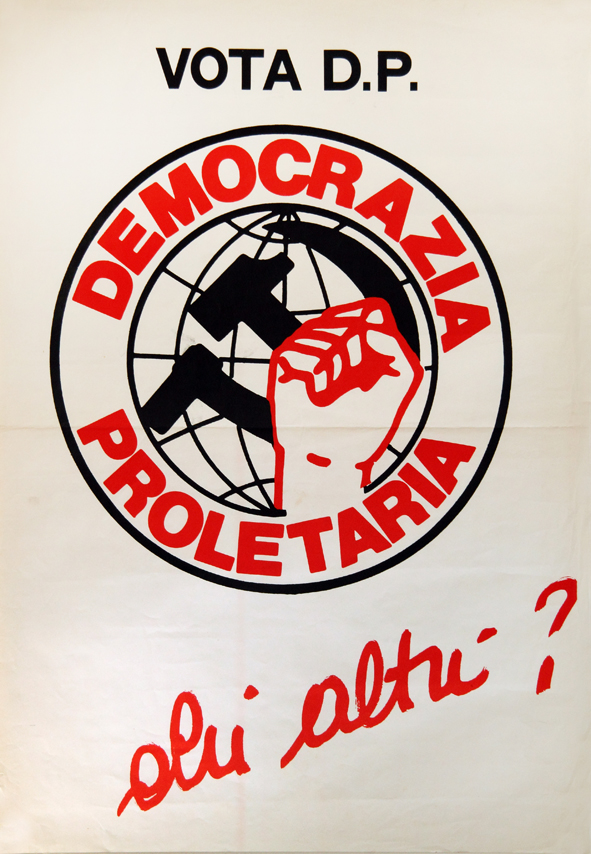 VOTA D.P.
DEMOCRAZIA
PROLETARIA
chi altri ?